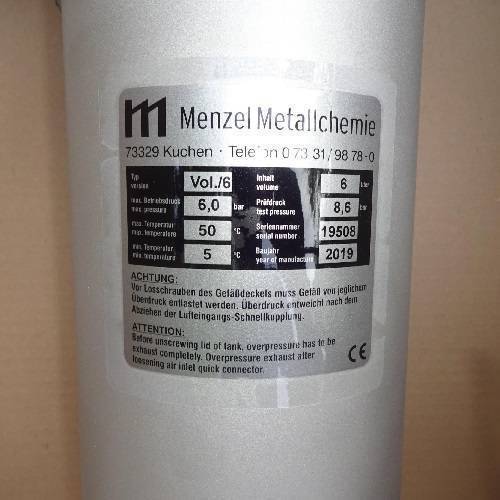 m Menzel Metallchemie
73329 Kuchen · Telefon 0 73 31/98 78-0
Typ version Vol./6 Inhalt volume 6 liter
max. Betriebsdruck max. pressure 6,0 bar Prüfdruck test pressure 8,6 bar
max. Temperatur max. temperature 50 °C Seriennummer serial number 19508
min. Temperatur min. temperature 5 °C Baujahr year of manufacture 2019
ACHTUNG:
Vor Losschrauben des Gefäßdeckels muss Gefäß von jeglichem
Überdruck entlastet werden. Überdruck entweicht nach dem
Abziehen der Lufteingangs-Schnellkupplung.
ATTENTION:
Before unscrewing lid of tank, overpressure has to be
exhaust completely. Overpressure exhaust after
loosening air inlet quick connector.
CE